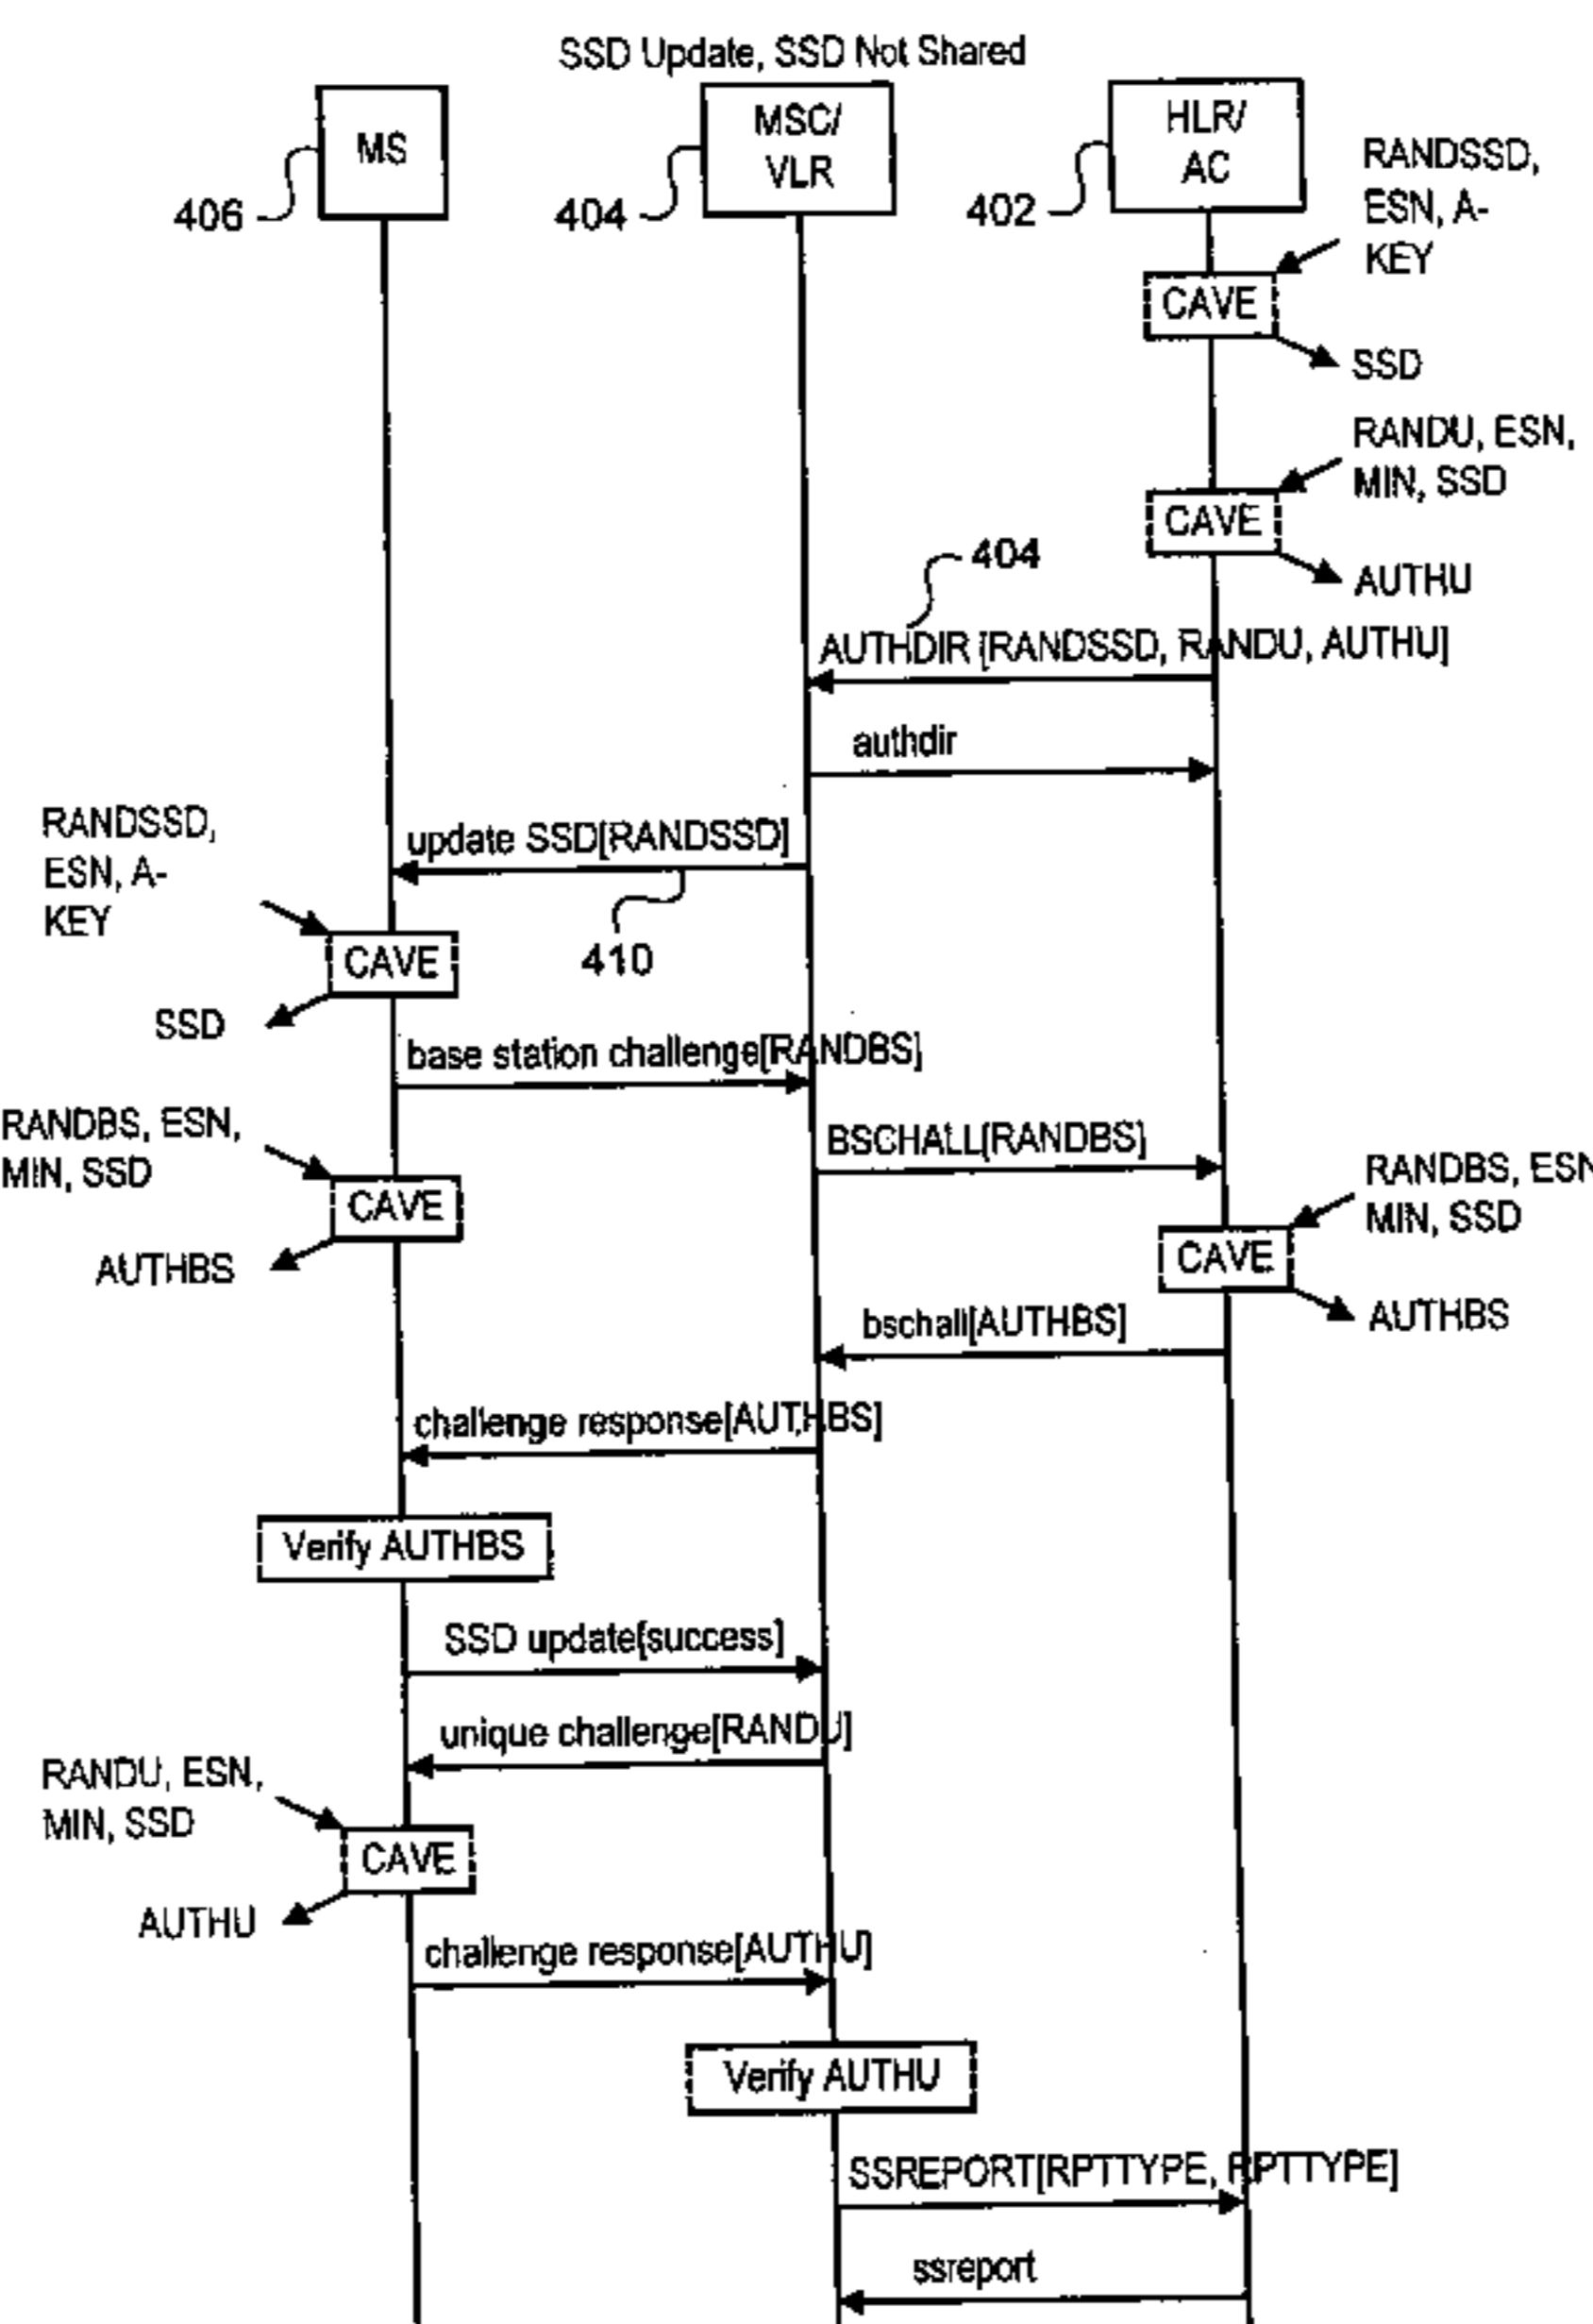 SSD Update, SSD Not Shared
MS
MSC/
VLR
HLR/
AC
406
404
402
RANDSSD,
ESN, A-
KEY
CAVE
SSD
RANDU, ESN,
MIN, SSD
CAVE
AUTHU
404
AUTHDIR [RANDSSD, RANDU, AUTHU]
authdir
update SSD[RANDSSD]
410
RANDSSD,
ESN, A-
KEY
CAVE
SSD
base station challenge[RANDBS]
RANDBS, ESN,
MIN, SSD
CAVE
AUTHBS
BSCHALL[RANDBS]
RANDBS, ESN
MIN, SSD
CAVE
AUTHBS
bschall[AUTHBS]
challenge response[AUTHBS]
Verify AUTHBS
SSD update[success]
unique challenge[RANDU]
RANDU, ESN,
MIN, SSD
CAVE
AUTHU
challenge response[AUTHU]
Verify AUTHU
SSREPORT[RPTTYPE, RPTTYPE]
ssreport